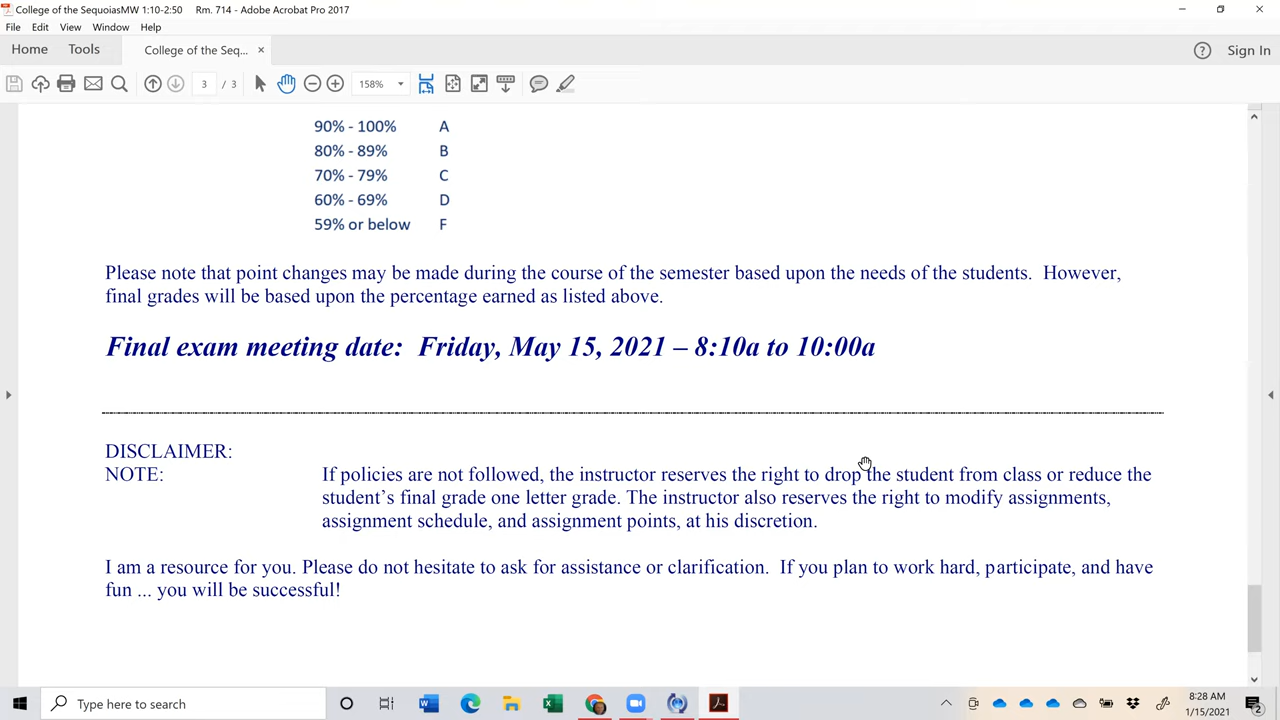 College of the SequoiasMW 1:10-2:50 Rm. 714 - Adobe Acrobat Pro 2017
File Edit View Window Help
Home Tools College of the Seq... × ? Sign In
3 / 3 158%
90% - 100% A
80% - 89% B
70% - 79% C
60% - 69% D
59% or below F
Please note that point changes may be made during the course of the semester based upon the needs of the students. However,
final grades will be based upon the percentage earned as listed above.
Final exam meeting date: Friday, May 15, 2021 – 8:10a to 10:00a
DISCLAIMER:
NOTE: If policies are not followed, the instructor reserves the right to drop the student from class or reduce the
student's final grade one letter grade. The instructor also reserves the right to modify assignments,
assignment schedule, and assignment points, at his discretion.
I am a resource for you. Please do not hesitate to ask for assistance or clarification. If you plan to work hard, participate, and have
fun ... you will be successful!
Type here to search
8:28 AM
1/15/2021
2